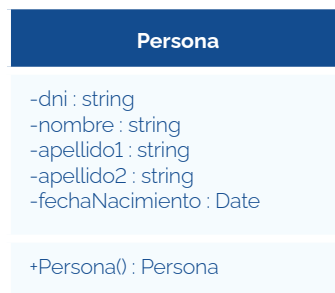 Persona
-dni : string
-nombre : string
-apellido1 : string
-apellido2 : string
-fechaNacimiento : Date
+Persona() : Persona